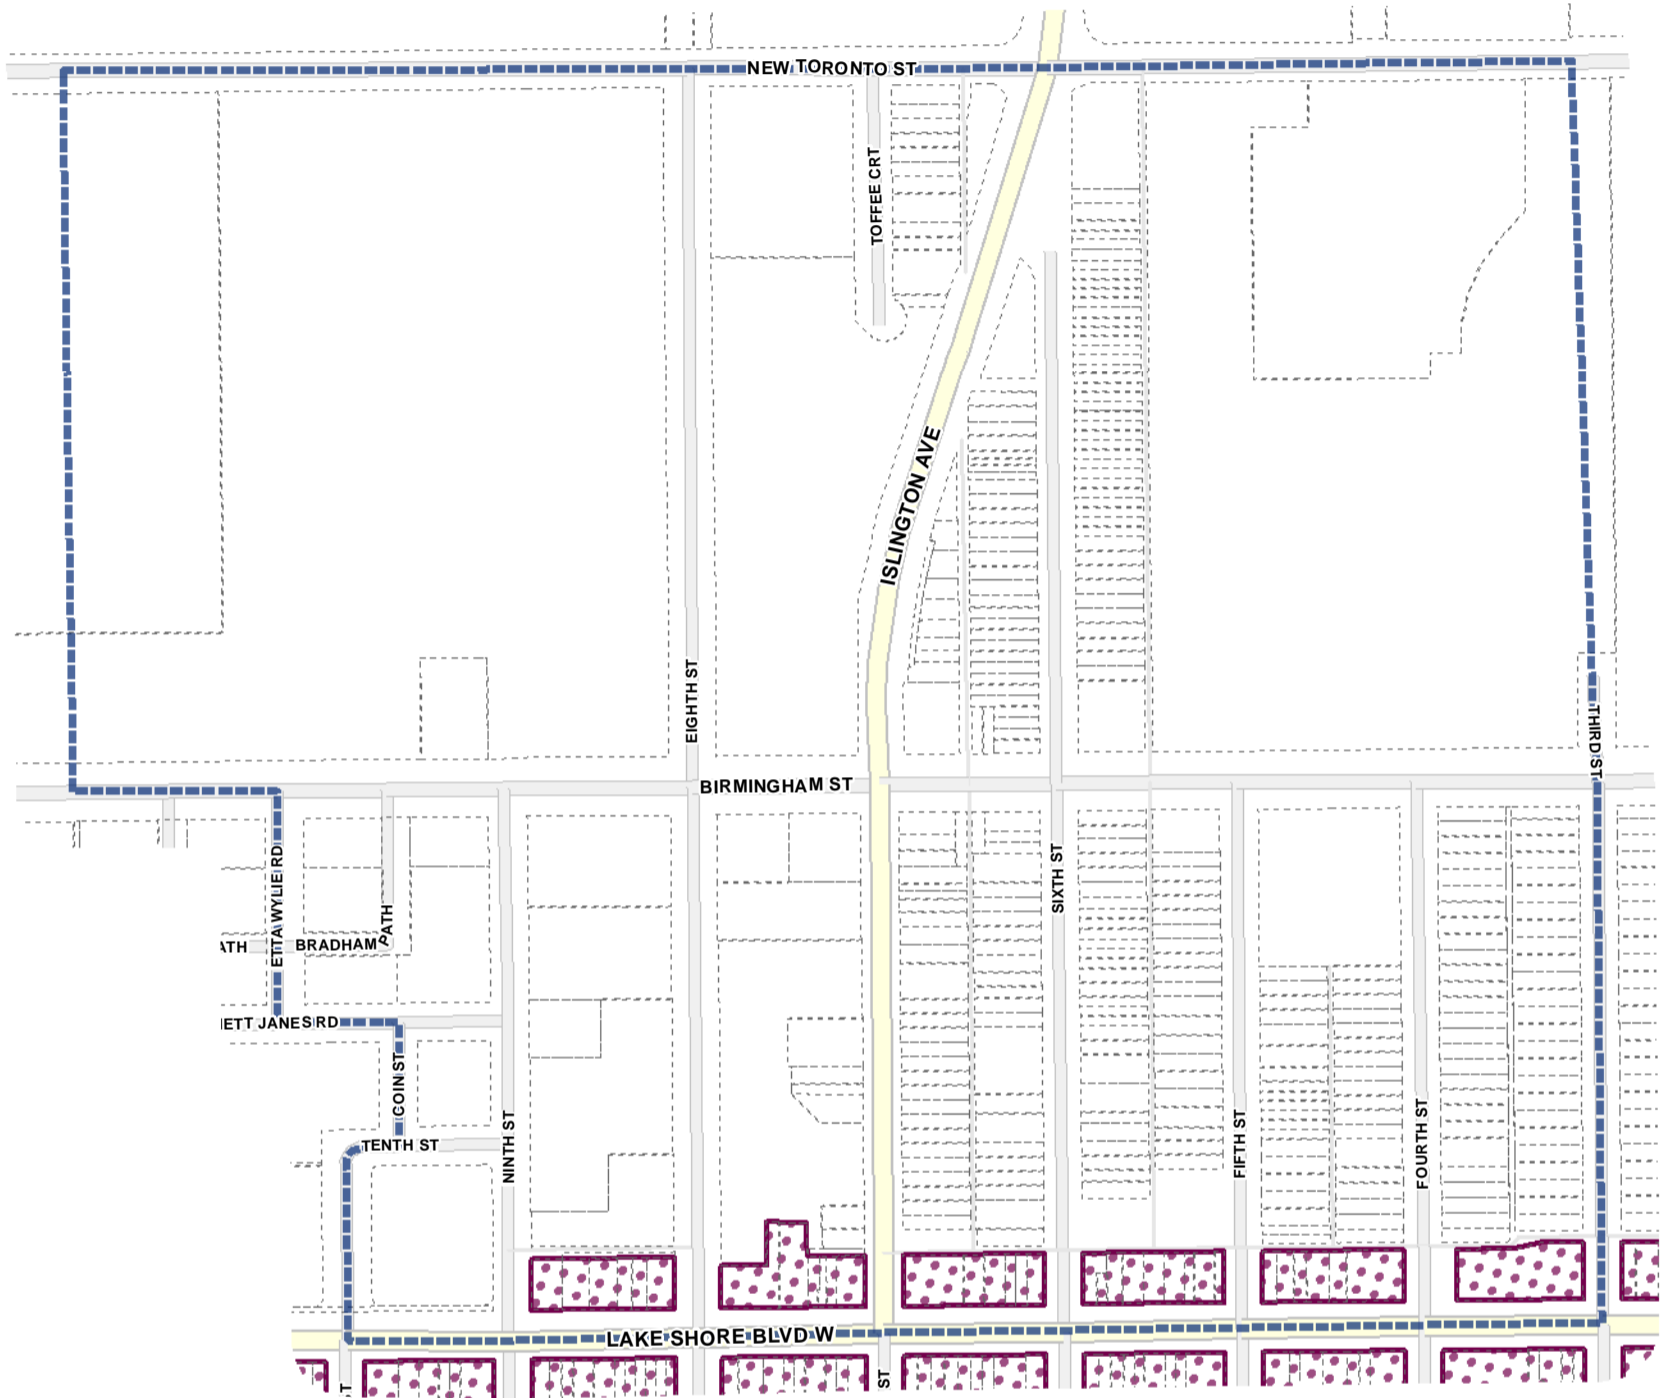 NEW TORONTO ST
TOFFEE CRT
ISLINGTON AVE
EIGHTH ST
THIRD ST
BIRMINGHAM ST
SIXTH ST
ETTA WYLIE RD
PATH
ATH
BRADHAM
ETT JANES RD
COIN ST
TENTH ST
NINTH ST
FIFTH ST
FOURTH ST
LAKE SHORE BLVD W
ST
ST